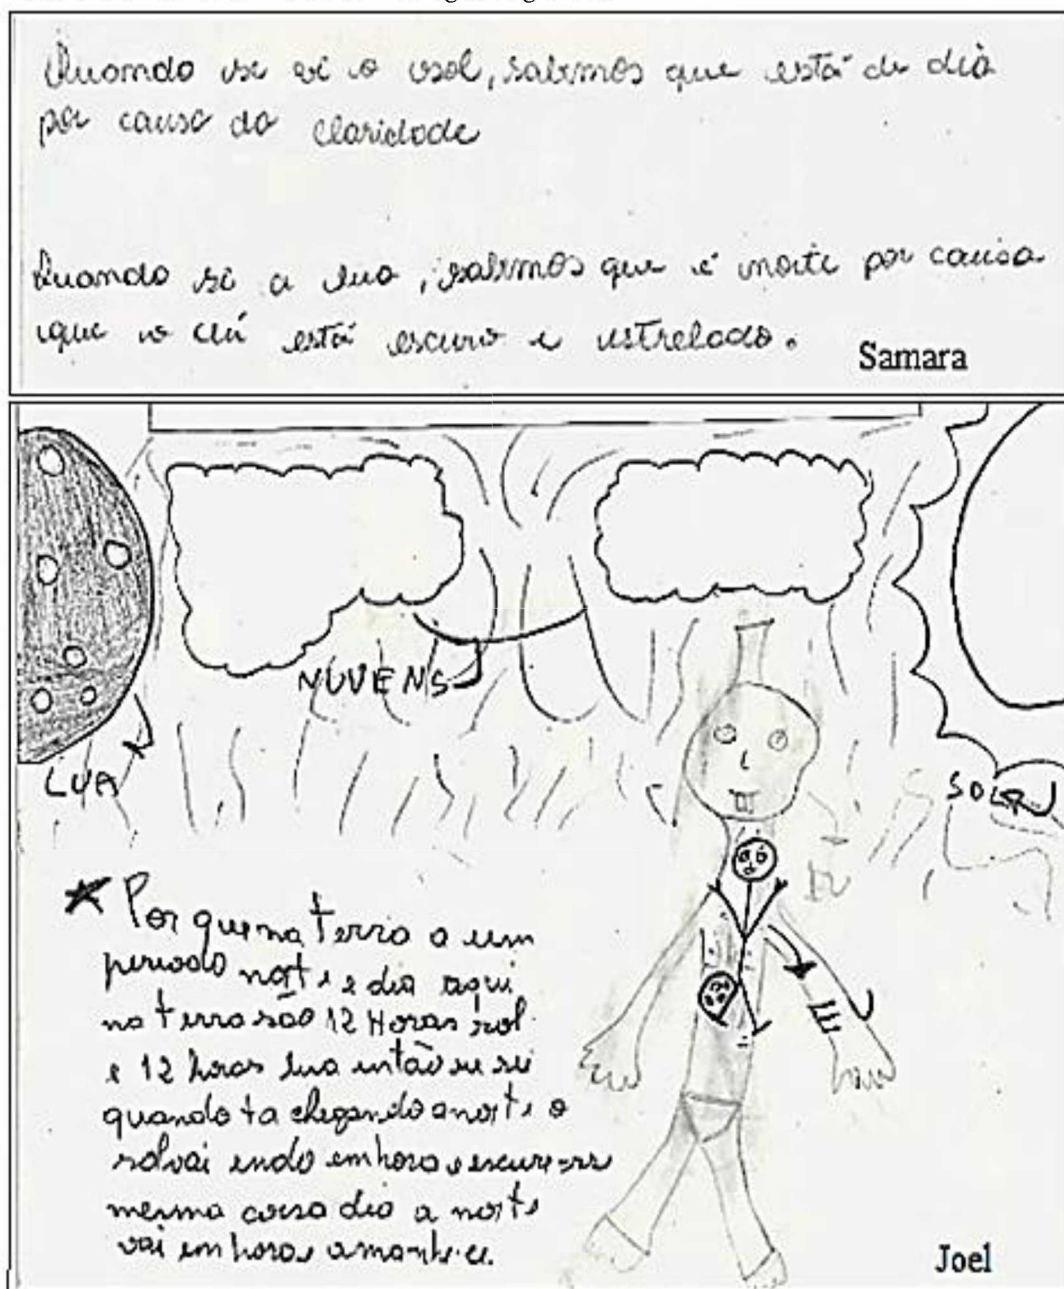 Quando se vê o sol, sabemos que está de dia
por causa da claridade
Quando vê a lua, sabemos que é noite por causa
que o céu está escuro e estrelado.
Samara
NUVENS
LUA
SOL
Por que na terra a um
periodo noite e dia aqui
na terra são 12 Horas sol
e 12 horas lua então eu sei
quando ta chegando a noite o
sol vai indo embora e escurese
mesma coisa dia a noite
vai embora e amanhece.
Joel